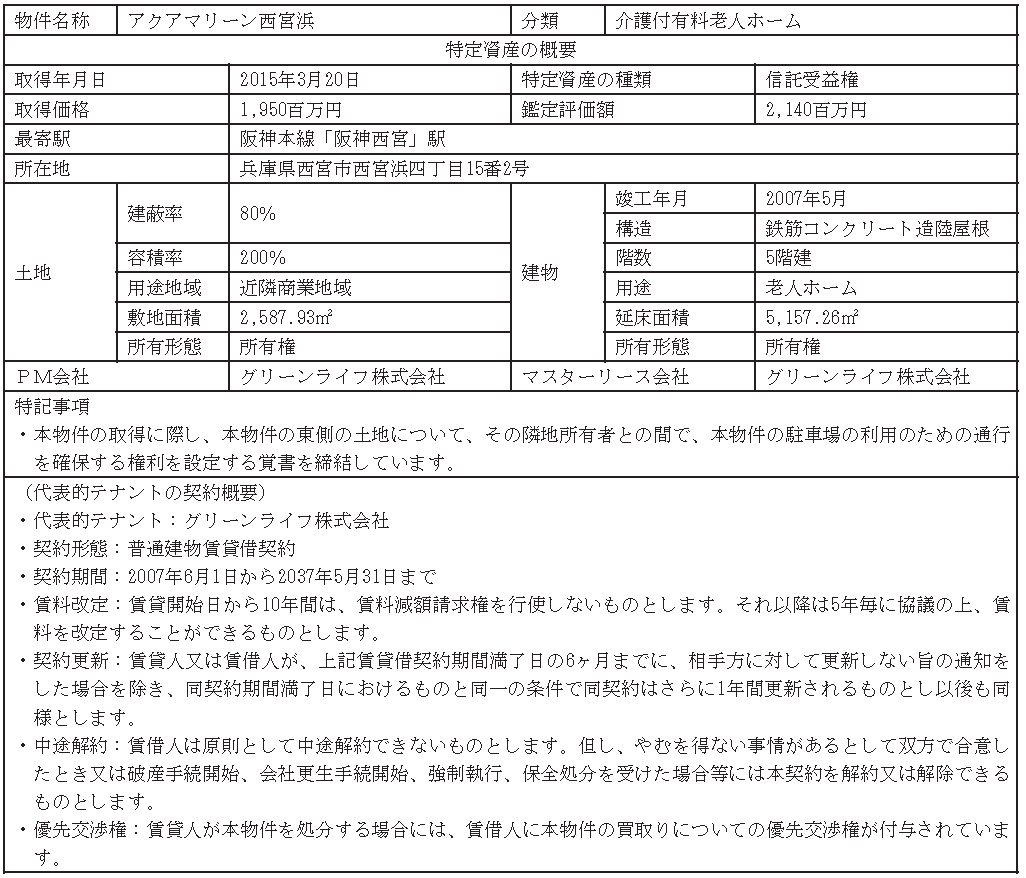 物件名称 アクアマリーン西宮浜 分類 介護付有料老人ホーム
特定資産の概要
取得年月日 2015年3月20日 特定資産の種類 信託受益権
取得価格 1,950百万円 鑑定評価額 2,140百万円
最寄駅 阪神本線「阪神西宮」駅
所在地 兵庫県西宮市西宮浜四丁目15番2号
土地 建蔽率 80% 建物 竣工年月 2007年5月
構造 鉄筋コンクリート造陸屋根
容積率 200% 階数 5階建
用途地域 近隣商業地域 用途 老人ホーム
敷地面積 2,587.93㎡ 延床面積 5,157.26㎡
所有形態 所有権 所有形態 所有権
ＰＭ会社 グリーンライフ株式会社 マスターリース会社 グリーンライフ株式会社
特記事項
・本物件の取得に際し、本物件の東側の土地について、その隣地所有者との間で、本物件の駐車場の利用のための通行
を確保する権利を設定する覚書を締結しています。
（代表的テナントの契約概要）
・代表的テナント：グリーンライフ株式会社
・契約形態：普通建物賃貸借契約
・契約期間：2007年6月1日から2037年5月31日まで
・賃料改定：賃貸開始日から10年間は、賃料減額請求権を行使しないものとします。それ以降は5年毎に協議の上、賃
料を改定することができるものとします。
・契約更新：賃貸人又は賃借人が、上記賃貸借契約期間満了日の6ヶ月までに、相手方に対して更新しない旨の通知を
した場合を除き、同契約期間満了日におけるものと同一の条件で同契約はさらに1年間更新されるものとし以後も同
様とします。
・中途解約：賃借人は原則として中途解約できないものとします。但し、やむを得ない事情があるとして双方で合意し
たとき又は破産手続開始、会社更生手続開始、強制執行、保全処分を受けた場合等には本契約を解約又は解除できる
ものとします。
・優先交渉権：賃貸人が本物件を処分する場合には、賃借人に本物件の買取りについての優先交渉権が付与されていま
す。